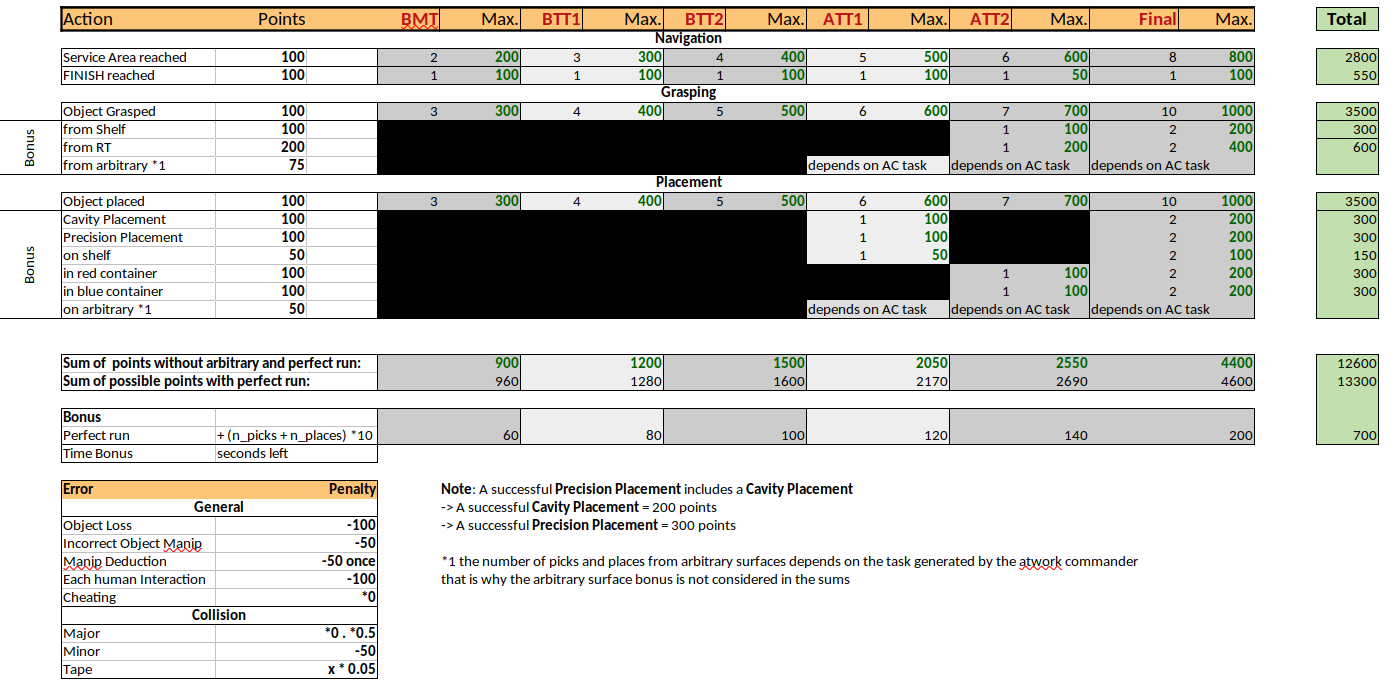 Action Points BMT Max. BTT1 Max. BTT2 Max. ATT1 Max. ATT2 Max. Final Max. Total
Navigation
Service Area reached 100 2 200 3 300 4 400 5 500 6 600 8 800 2800
FINISH reached 100 1 100 1 100 1 100 1 100 1 50 1 100 550
Grasping
Object Grasped 100 3 300 4 400 5 500 6 600 7 700 10 1000 3500
Bonus
from Shelf 100 1 100 2 200 300
from RT 200 1 200 2 400 600
from arbitrary *1 75 depends on AC task depends on AC task depends on AC task
Placement
Object placed 100 3 300 4 400 5 500 6 600 7 700 10 1000 3500
Bonus
Cavity Placement 100 1 100 2 200 300
Precision Placement 100 1 100 2 200 300
on shelf 50 1 50 2 100 150
in red container 100 1 100 2 200 300
in blue container 100 1 100 2 200 300
on arbitrary *1 50 depends on AC task depends on AC task depends on AC task
Sum of points without arbitrary and perfect run: 900 1200 1500 2050 2550 4400 12600
Sum of possible points with perfect run: 960 1280 1600 2170 2690 4600 13300
Bonus
Perfect run + (n_picks + n_places) *10 60 80 100 120 140 200 700
Time Bonus seconds left
Error Penalty
General
Object Loss -100
Incorrect Object Manip -50
Manip Deduction -50 once
Each human Interaction -100
Cheating *0
Collision
Major *0 . *0.5
Minor -50
Tape x * 0.05
Note: A successful Precision Placement includes a Cavity Placement
-> A successful Cavity Placement = 200 points
-> A successful Precision Placement = 300 points
*1 the number of picks and places from arbitrary surfaces depends on the task generated by the atwork commander
that is why the arbitrary surface bonus is not considered in the sums